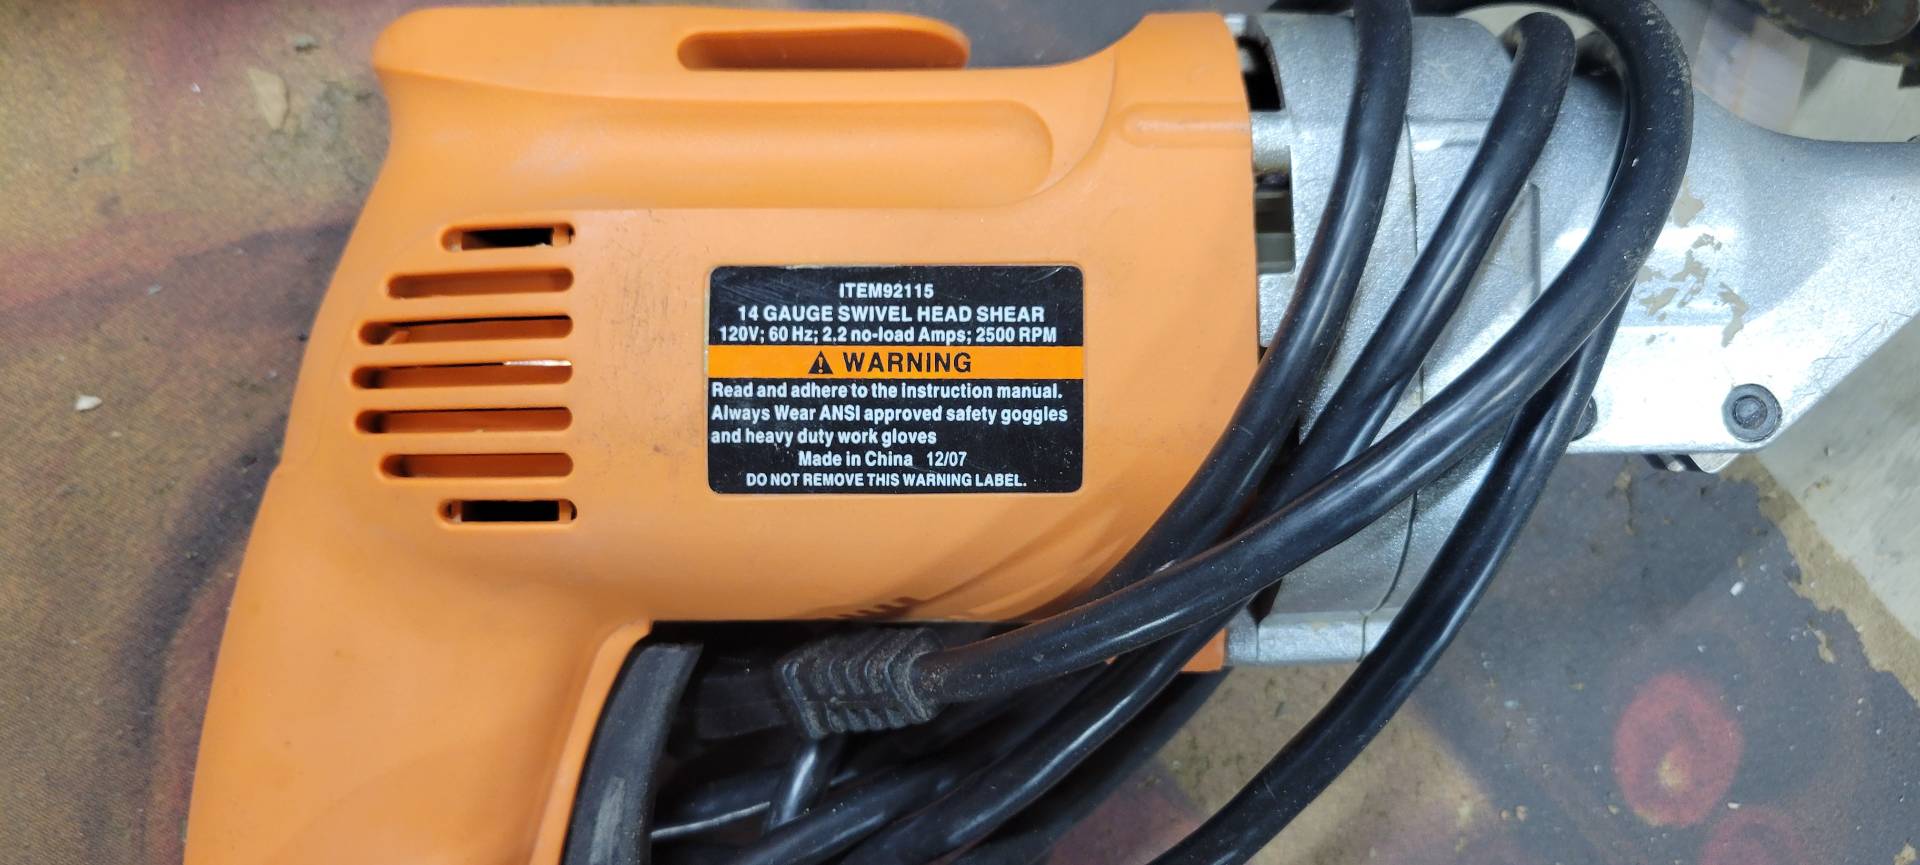 ITEM92115
14 GAUGE SWIVEL HEAD SHEAR
120V; 60 Hz; 2.2 no-load Amps; 2500 RPM
WARNING
Read and adhere to the instruction manual.
Always Wear ANSI approved safety goggles
and heavy duty work gloves
Made in China 12/07
DO NOT REMOVE THIS WARNING LABEL.